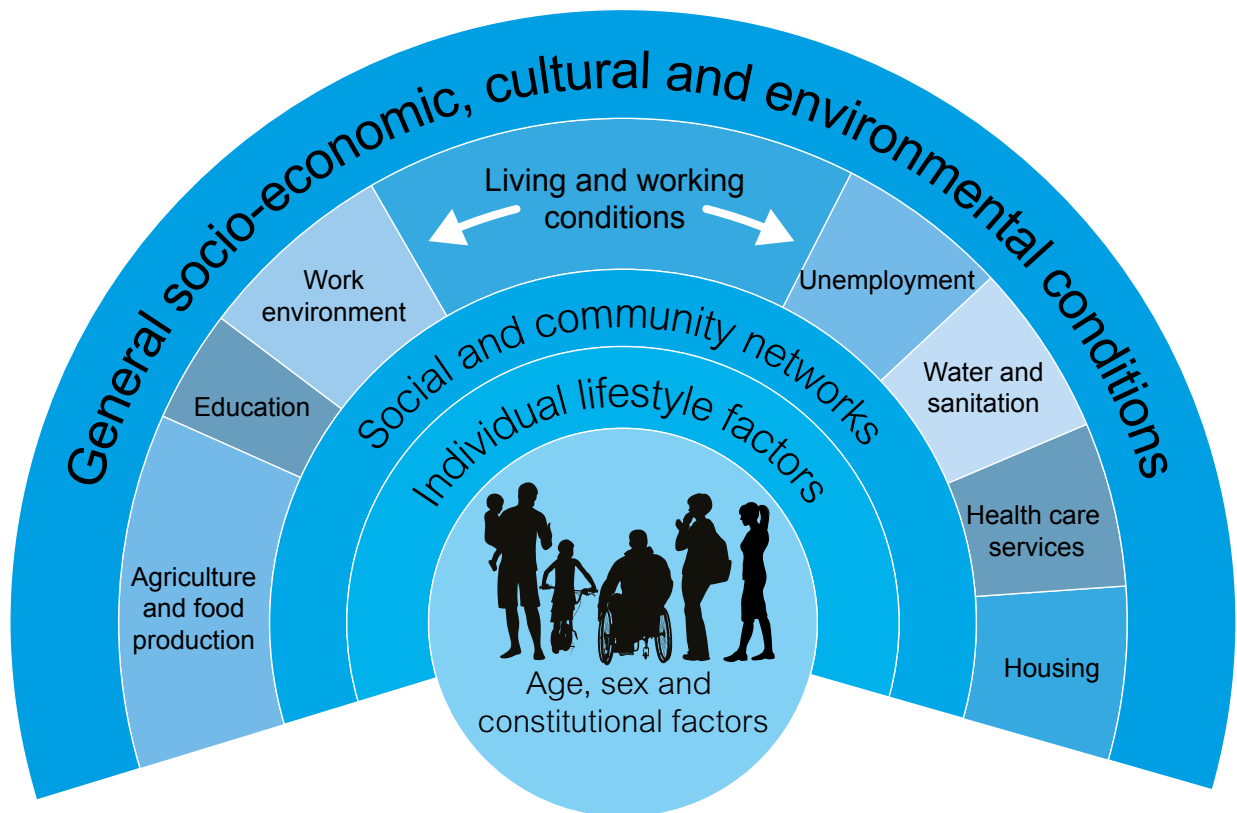 General socio-economic, cultural and environmental conditions
Living and working
conditions
Agriculture
and food
production
Education
Work
environment
Unemployment
Water and
sanitation
Health care
services
Housing
Social and community networks
Individual lifestyle factors
Age, sex and
constitutional factors